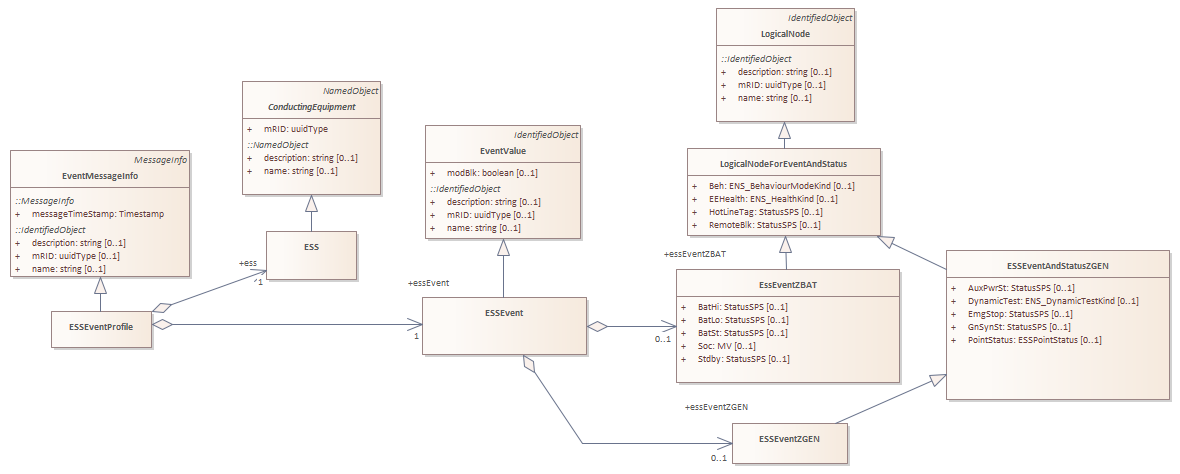 IdentifiedObject
LogicalNode
::IdentifiedObject
+ description: string [0..1]
+ mRID: uuidType [0..1]
+ name: string [0..1]
NamedObject
ConductingEquipment
+ mRID: uuidType
::NamedObject
+ description: string [0..1]
+ name: string [0..1]
IdentifiedObject
EventValue
+ modBlk: boolean [0..1]
::IdentifiedObject
+ description: string [0..1]
+ mRID: uuidType [0..1]
+ name: string [0..1]
MessageInfo
EventMessageInfo
::MessageInfo
+ messageTimeStamp: Timestamp
::IdentifiedObject
+ description: string [0..1]
+ mRID: uuidType [0..1]
+ name: string [0..1]
LogicalNodeForEventAndStatus
+ Beh: ENS_BehaviourModeKind [0..1]
+ EEHealth: ENS_HealthKind [0..1]
+ HotLineTag: StatusSPS [0..1]
+ RemoteBlk: StatusSPS [0..1]
ESS
+ess
1
ESSEventProfile
+essEvent
1
ESSEvent
+essEventZBAT
0..1
EssEventZBAT
+ BatHi: StatusSPS [0..1]
+ BatLo: StatusSPS [0..1]
+ BatSt: StatusSPS [0..1]
+ Soc: MV [0..1]
+ Stdby: StatusSPS [0..1]
ESSEventAndStatusZGEN
+ AuxPwrSt: StatusSPS [0..1]
+ DynamicTest: ENS_DynamicTestKind [0..1]
+ EmgStop: StatusSPS [0..1]
+ GnSynSt: StatusSPS [0..1]
+ PointStatus: ESSPointStatus [0..1]
+essEventZGEN
0..1
ESSEventZGEN